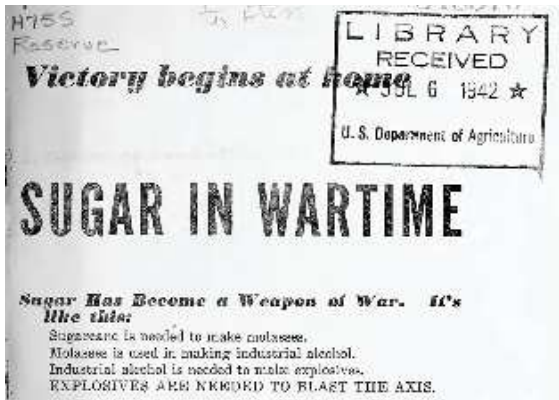 H75S
Reserve
LIBRARY
RECEIVED
★ JUL 6 1942 ★
U. S. Department of Agriculture
Victory begins at home
SUGAR IN WARTIME
Sugar Has Become a Weapon of War. It's
like this:
Sugarcane is needed to make molasses.
Molasses is used in making industrial alcohol.
Industrial alcohol is needed to make explosives.
EXPLOSIVES ARE NEEDED TO BLAST THE AXIS.